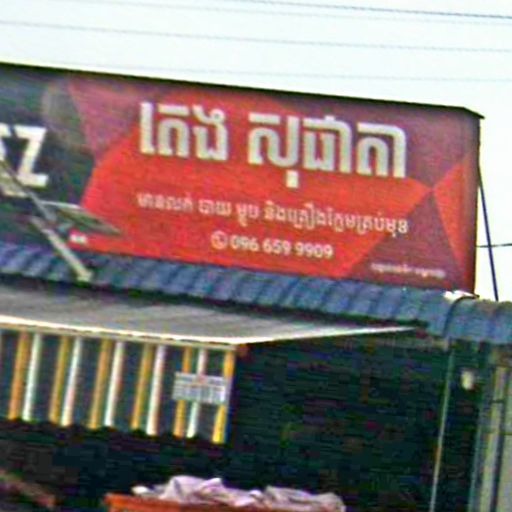 តេង សុផាតា
មានលក់ បាយ ម្ហូប និងគ្រឿងក្លែមគ្រប់មុខ
096 659 9909